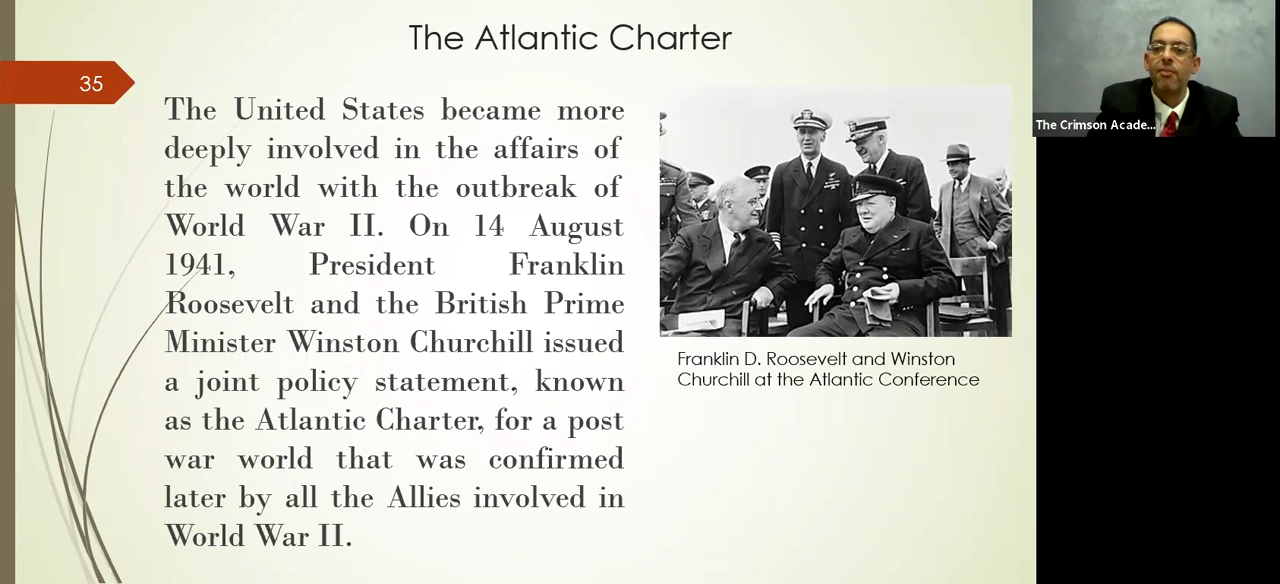 The Atlantic Charter
35
The United States became more
deeply involved in the affairs of
the world with the outbreak of
World War II. On 14 August
1941, President Franklin
Roosevelt and the British Prime
Minister Winston Churchill issued
a joint policy statement, known
as the Atlantic Charter, for a post
war world that was confirmed
later by all the Allies involved in
World War II.
Franklin D. Roosevelt and Winston
Churchill at the Atlantic Conference
The Crimson Acade...